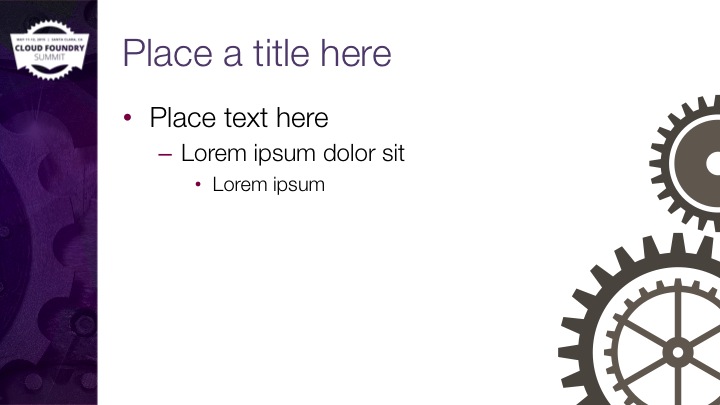 MAY 11-12, 2015 | SANTA CLARA, CA
CLOUD FOUNDRY
SUMMIT
Place a title here
• Place text here
– Lorem ipsum dolor sit
• Lorem ipsum